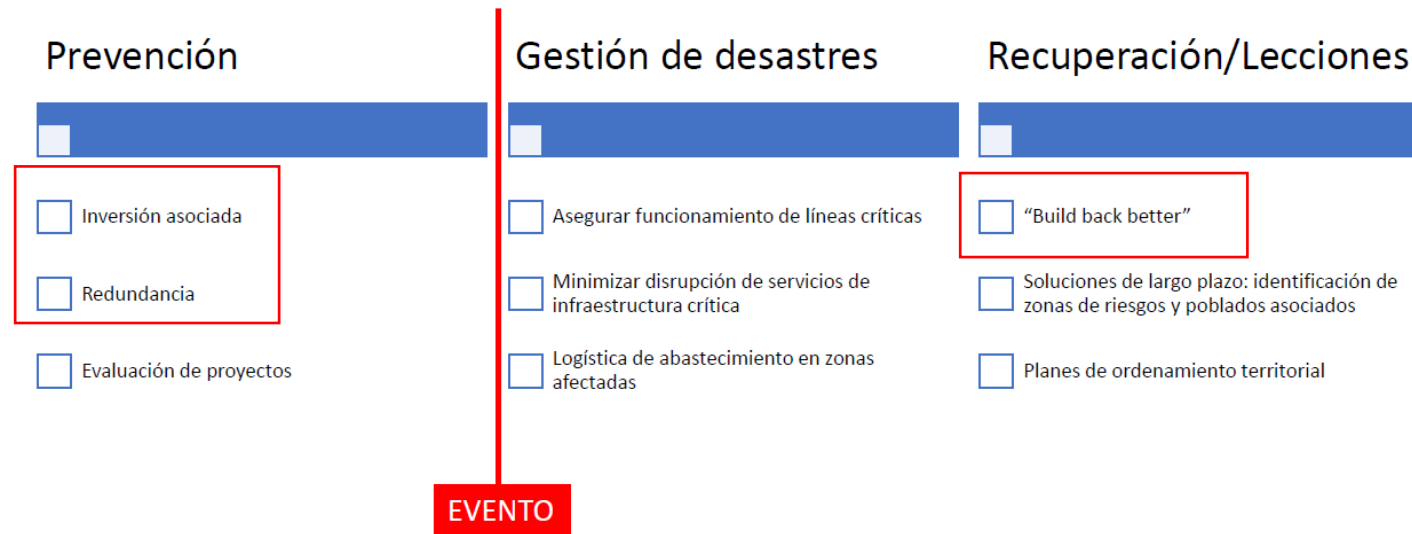 Prevención
Gestión de desastres
Recuperación/Lecciones
Inversión asociada
Redundancia
Evaluación de proyectos
Asegurar funcionamiento de líneas críticas
Minimizar disrupción de servicios de
infraestructura crítica
Logística de abastecimiento en zonas
afectadas
“Build back better”
Soluciones de largo plazo: identificación de
zonas de riesgos y poblados asociados
Planes de ordenamiento territorial
EVENTO